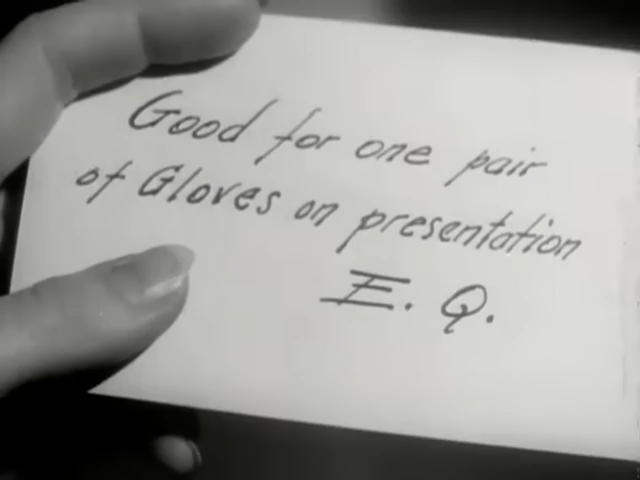 Good for one pair
of Gloves on presentation
E. Q.